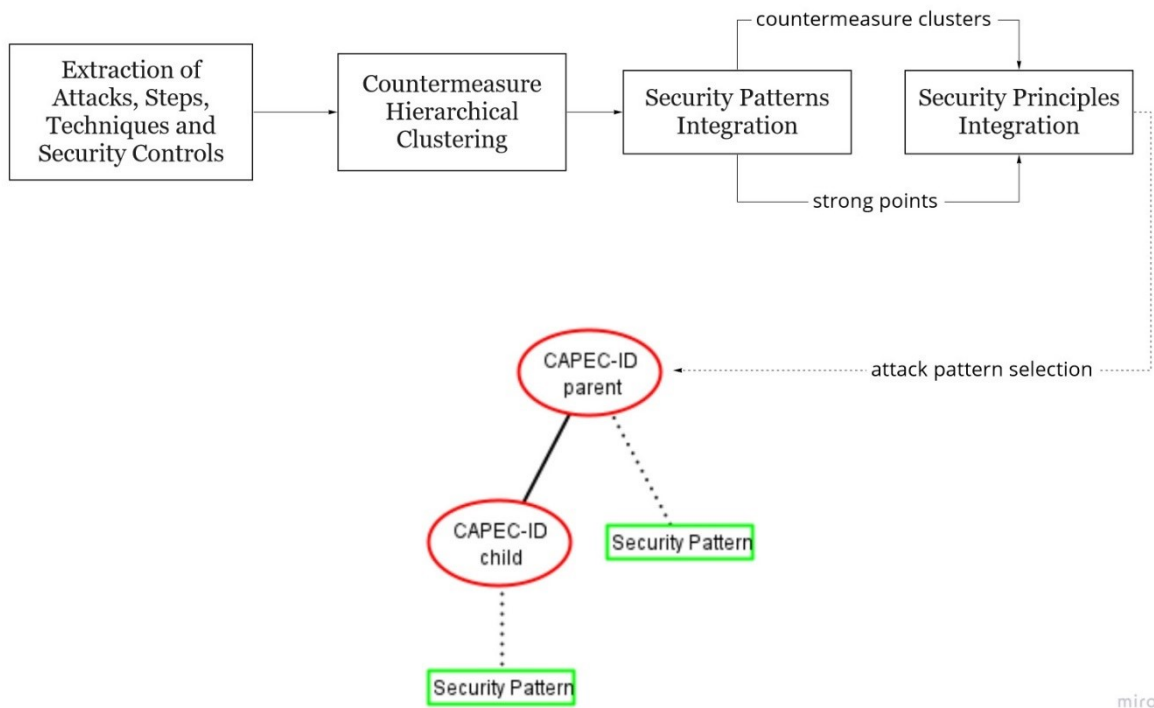 countermeasure clusters
Extraction of
Attacks, Steps,
Techniques and
Security Controls
Countermeasure
Hierarchical
Clustering
Security Patterns
Integration
Security Principles
Integration
strong points
attack pattern selection
CAPEC-ID
parent
CAPEC-ID
child
Security Pattern
Security Pattern
miro